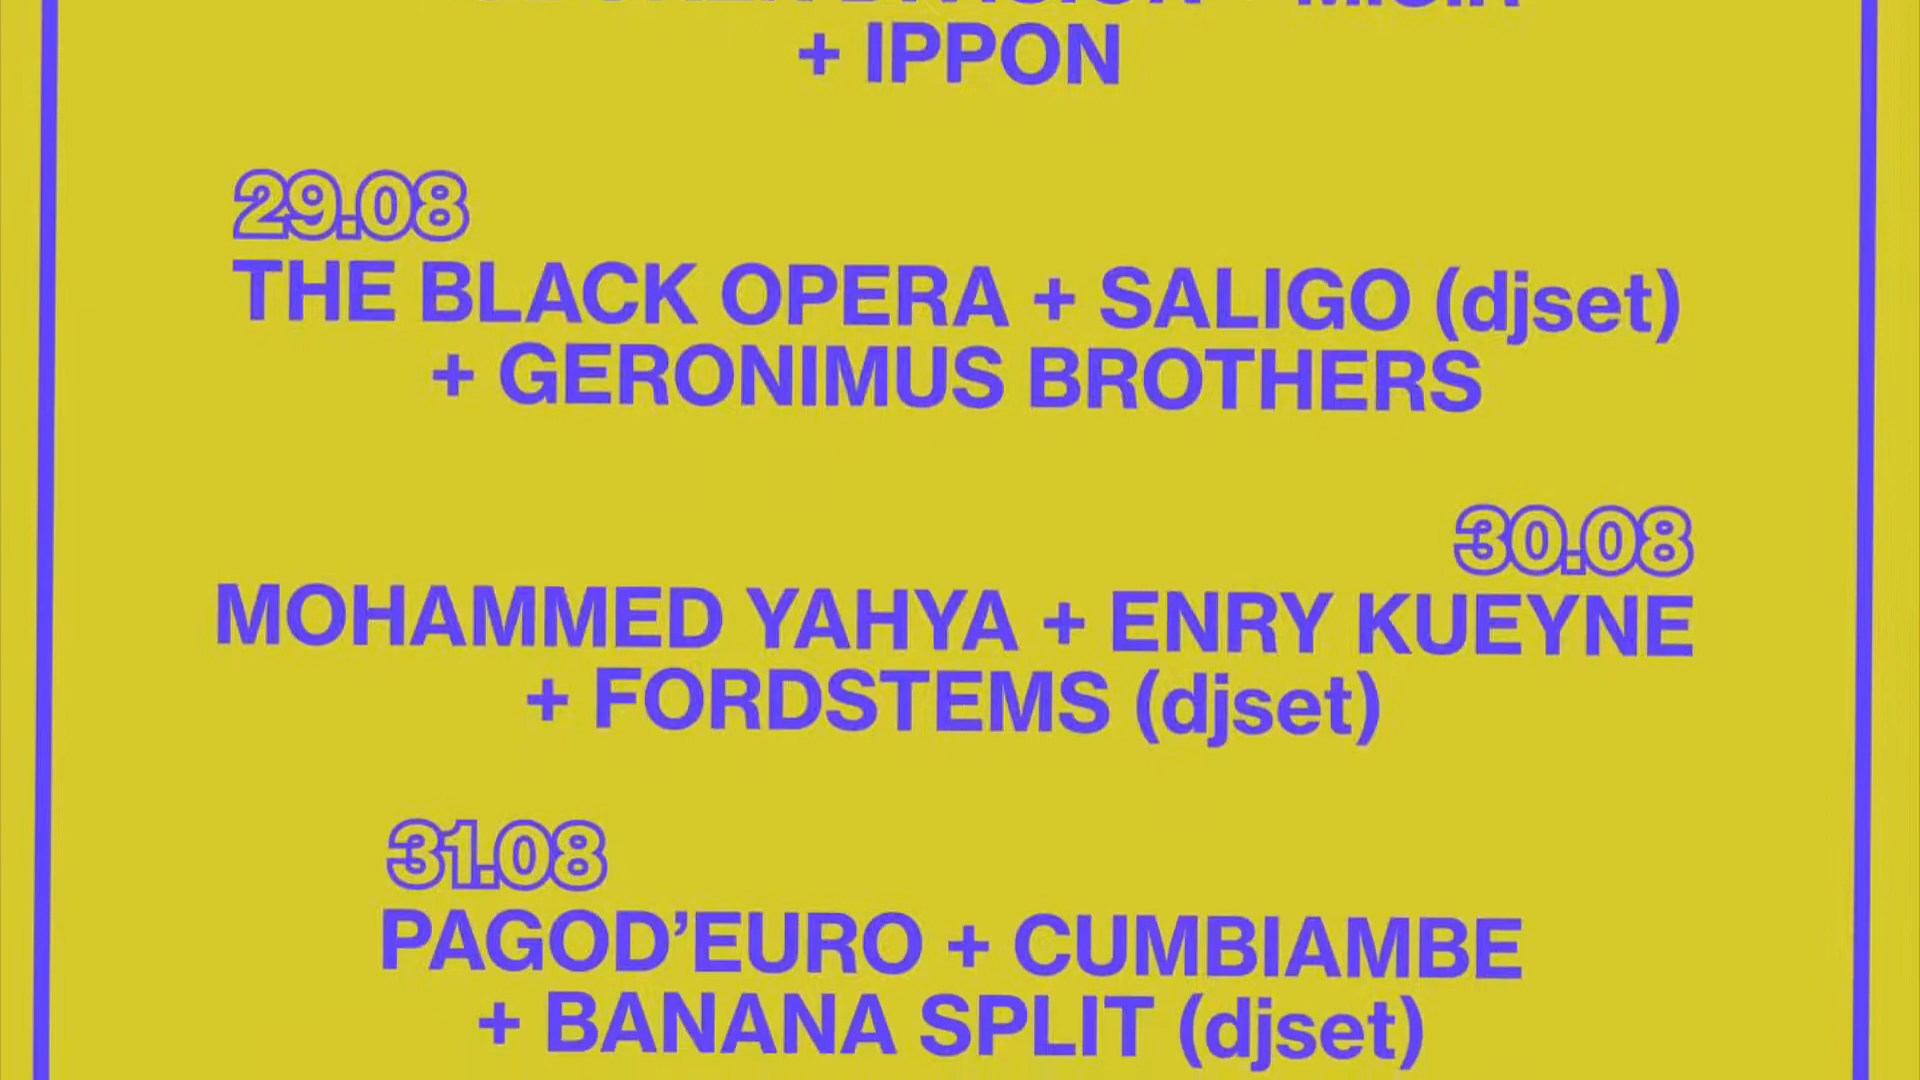 + IPPON
29.08
THE BLACK OPERA + SALIGO (djset)
+ GERONIMUS BROTHERS
30.08
MOHAMMED YAHYA + ENRY KUEYNE
+ FORDSTEMS (djset)
31.08
PAGOD’EURO + CUMBIAMBE
+ BANANA SPLIT (djset)